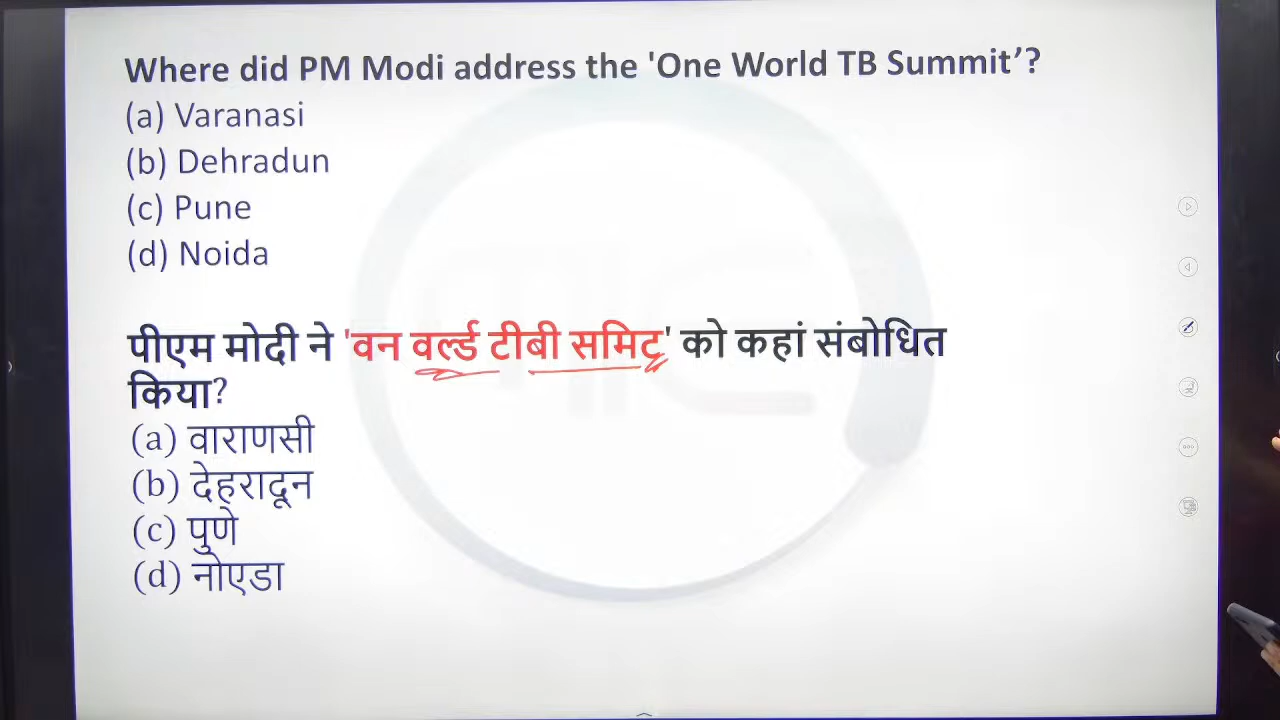 Where did PM Modi address the 'One World TB Summit’?
(a) Varanasi
(b) Dehradun
(c) Pune
(d) Noida
पीएम मोदी ने 'वन वर्ल्ड टीबी समिट' को कहां संबोधित
किया?
(a) वाराणसी
(b) देहरादून
(c) पुणे
(d) नोएडा